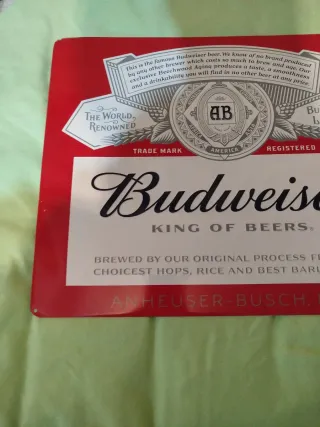 This is the famous Budweiser beer. We know of no brand produced
by any other brewer which costs so much to brew and age. Our
exclusive Beechwood Aging produces a taste, a smoothness
and a drinkability you will find in no other beer at any price.
THE WORLD
RENOWNED
AB
AMERICA
TRADE MARK
REGISTERED
Budweis
KING OF BEERS®
BREWED BY OUR ORIGINAL PROCESS F
CHOICEST HOPS, RICE AND BEST BAR
ANHEUSER-BUSCH,